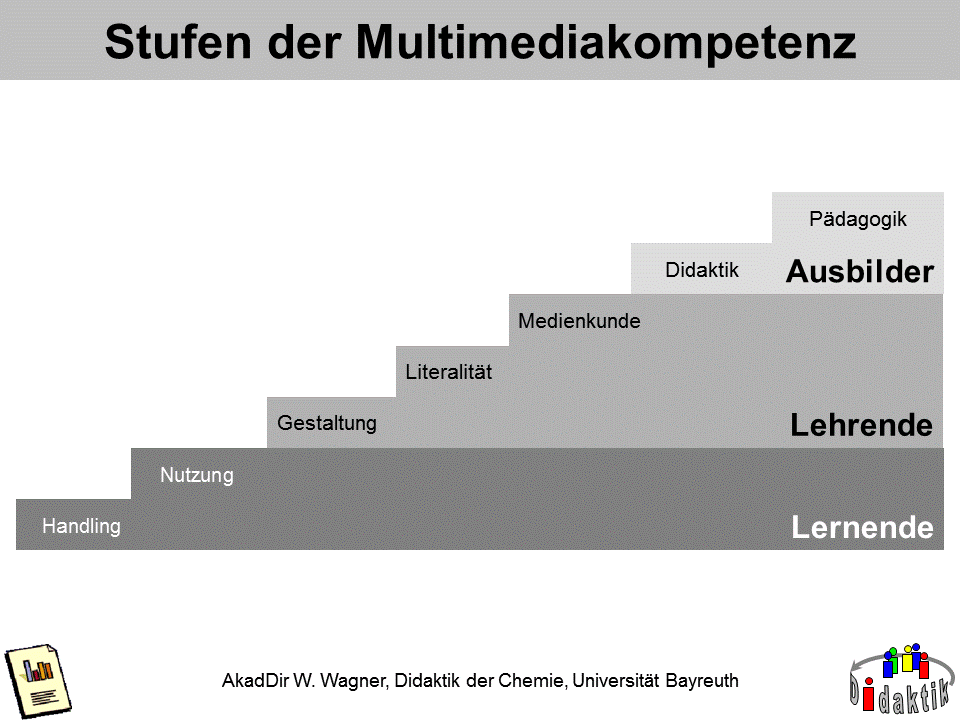 Stufen der Multimediakompetenz
Pädagogik
Didaktik
Ausbilder
Medienkunde
Literalität
Gestaltung
Lehrende
Nutzung
Handling
Lernende
AkadDir W. Wagner, Didaktik der Chemie, Universität Bayreuth
Didaktik